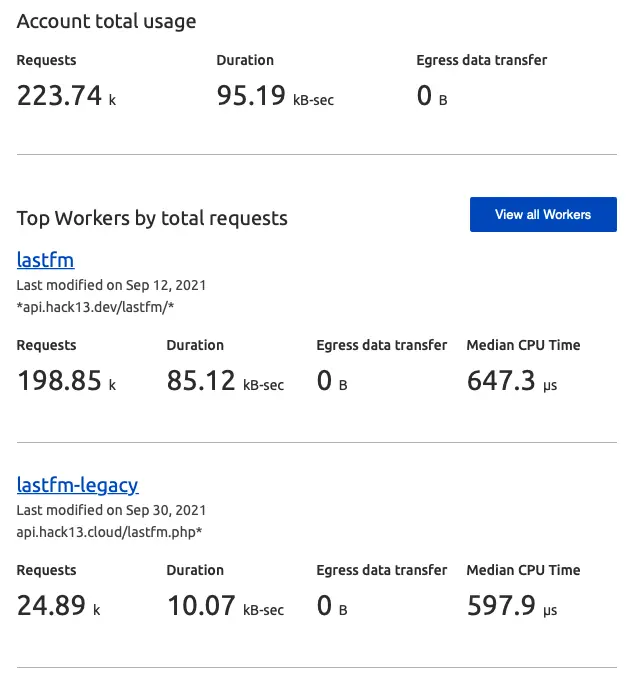 Account total usage
Requests Duration Egress data transfer
223.74 k 95.19 kB-sec 0 B
Top Workers by total requests View all Workers
lastfm
Last modified on Sep 12, 2021
*api.hack13.dev/lastfm/*
Requests Duration Egress data transfer Median CPU Time
198.85 k 85.12 kB-sec 0 B 647.3 µs
lastfm-legacy
Last modified on Sep 30, 2021
api.hack13.cloud/lastfm.php*
Requests Duration Egress data transfer Median CPU Time
24.89 k 10.07 kB-sec 0 B 597.9 µs